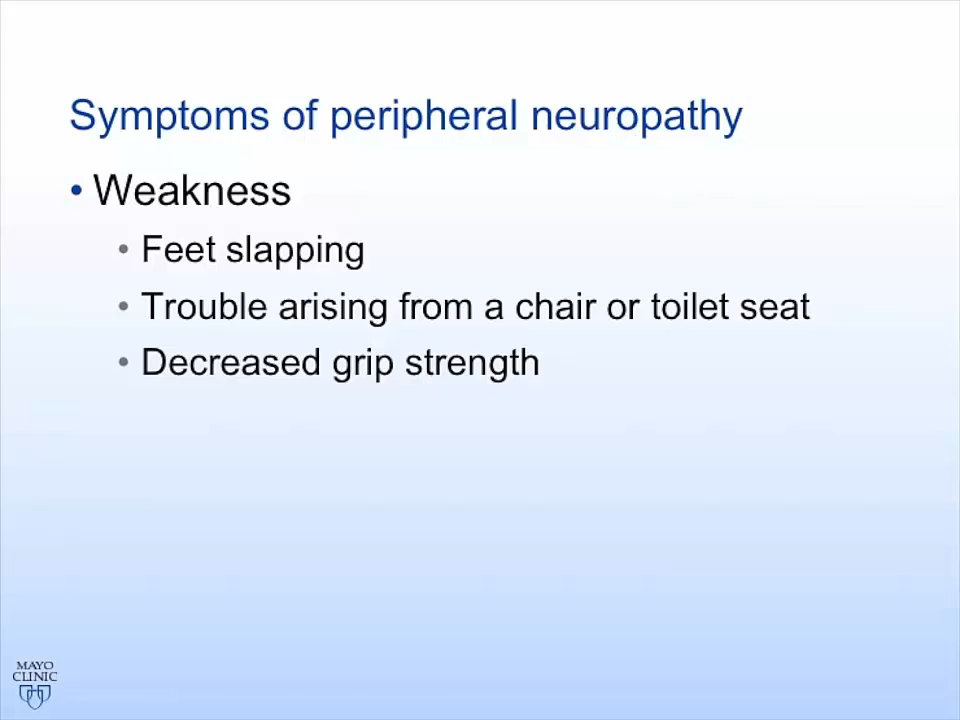 Symptoms of peripheral neuropathy
• Weakness
• Feet slapping
• Trouble arising from a chair or toilet seat
• Decreased grip strength
MAYO
CLINIC